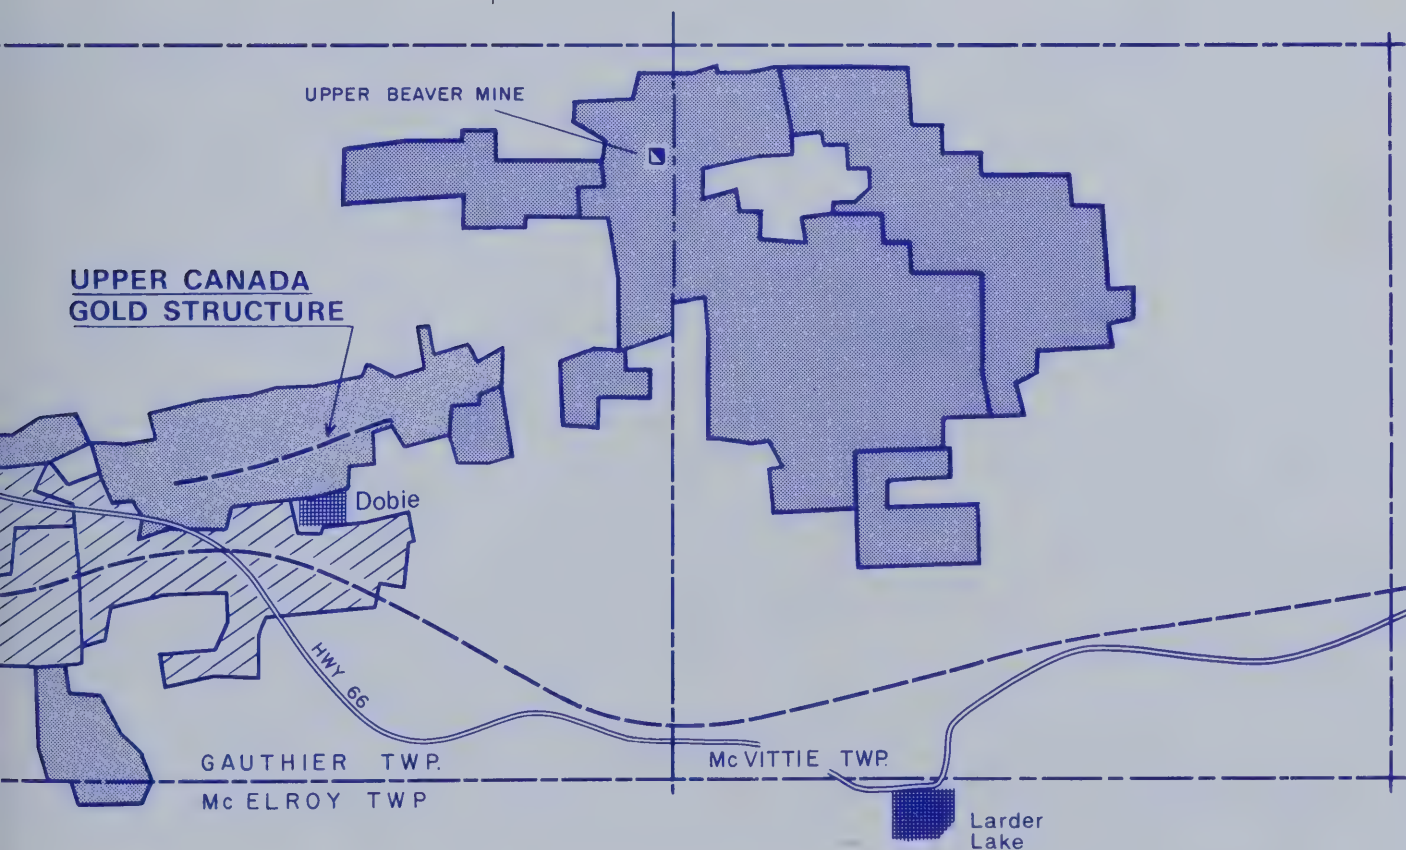 UPPER BEAVER MINE
UPPER CANADA
GOLD STRUCTURE
Dobie
HWY 66
GAUTHIER TWP.
McVITTIE TWP.
McELROY TWP
Larder
Lake